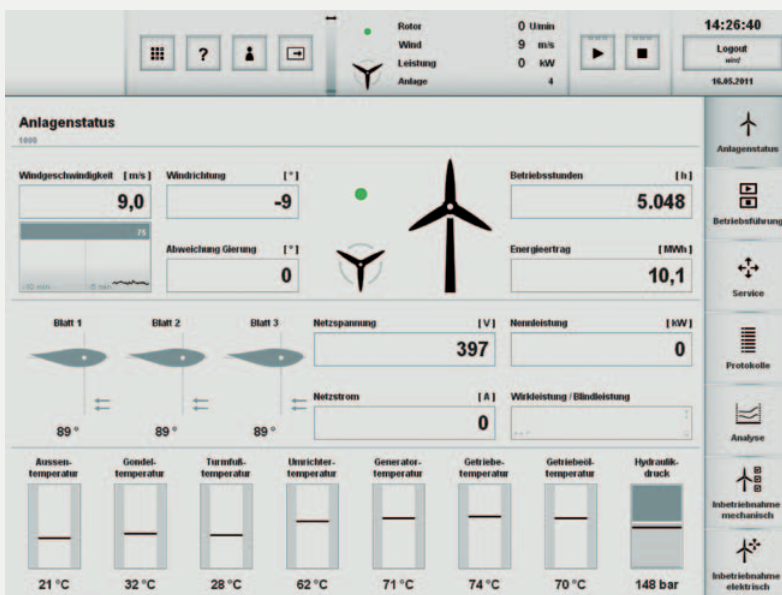 Rotor 0 U/min
Wind 9 m/s
Leistung 0 kW
Anlage 4
?
14:26:40
Logout
wind
16.05.2011
Anlagenstatus
1000
Windgeschwindigkeit [m/s]
9,0
Windrichtung [°]
-9
Betriebsstunden [h]
5.048
75
-10 min -5 min
Abweichung Gierung [°]
0
Energieertrag [MWh]
10,1
Blatt 1 Blatt 2 Blatt 3
89° 89° 89°
Netzspannung [V]
397
Nennleistung [kW]
0
Netzstrom [A]
0
Wirkleistung / Blindleistung
Aussen-
temperatur
21 °C
Gondel-
temperatur
32 °C
Turmfuß-
temperatur
28 °C
Umrichter-
temperatur
62 °C
Generator-
temperatur
71 °C
Getriebe-
temperatur
74 °C
Getriebeöl-
temperatur
70 °C
Hydraulik-
druck
148 bar
Anlagenstatus
Betriebsführung
Service
Protokolle
Analyse
Inbetriebnahme
mechanisch
Inbetriebnahme
elektrisch